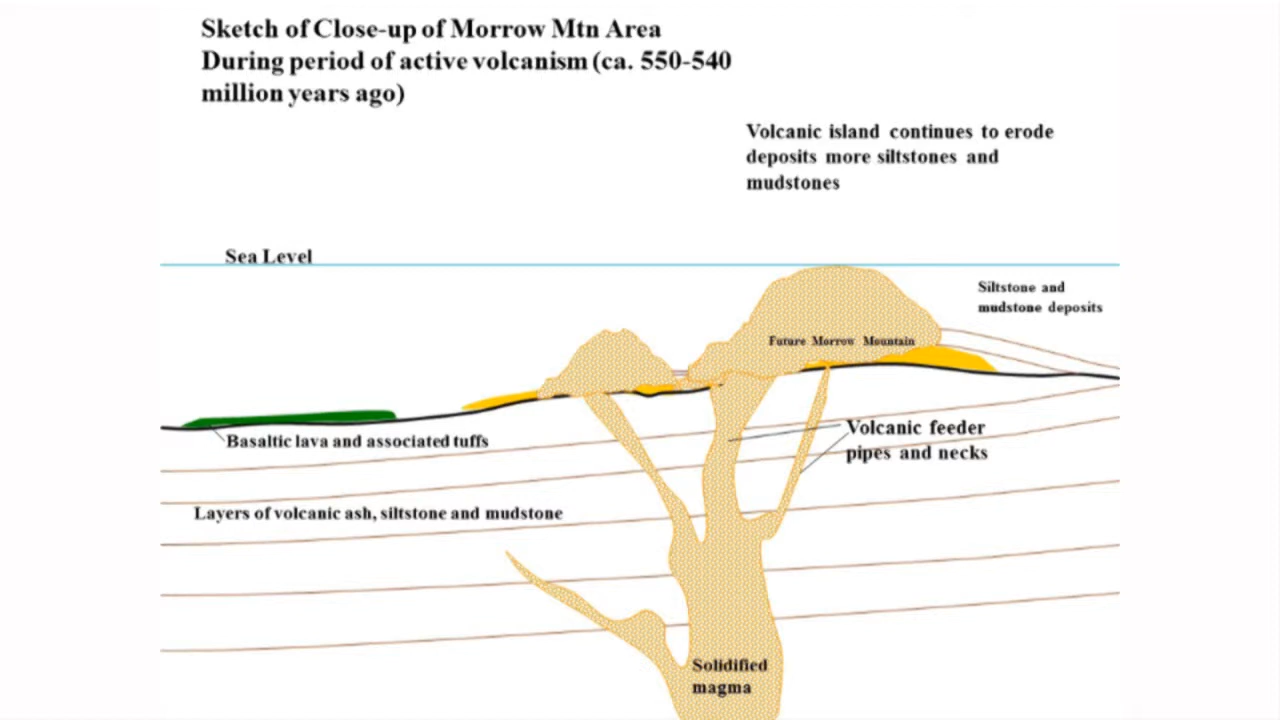 Sketch of Close-up of Morrow Mtn Area
During period of active volcanism (ca. 550-540
million years ago)
Volcanic island continues to erode
deposits more siltstones and
mudstones
Sea Level
Siltstone and
mudstone deposits
Future Morrow Mountain
Basaltic lava and associated tuffs
Volcanic feeder
pipes and necks
Layers of volcanic ash, siltstone and mudstone
Solidified
magma